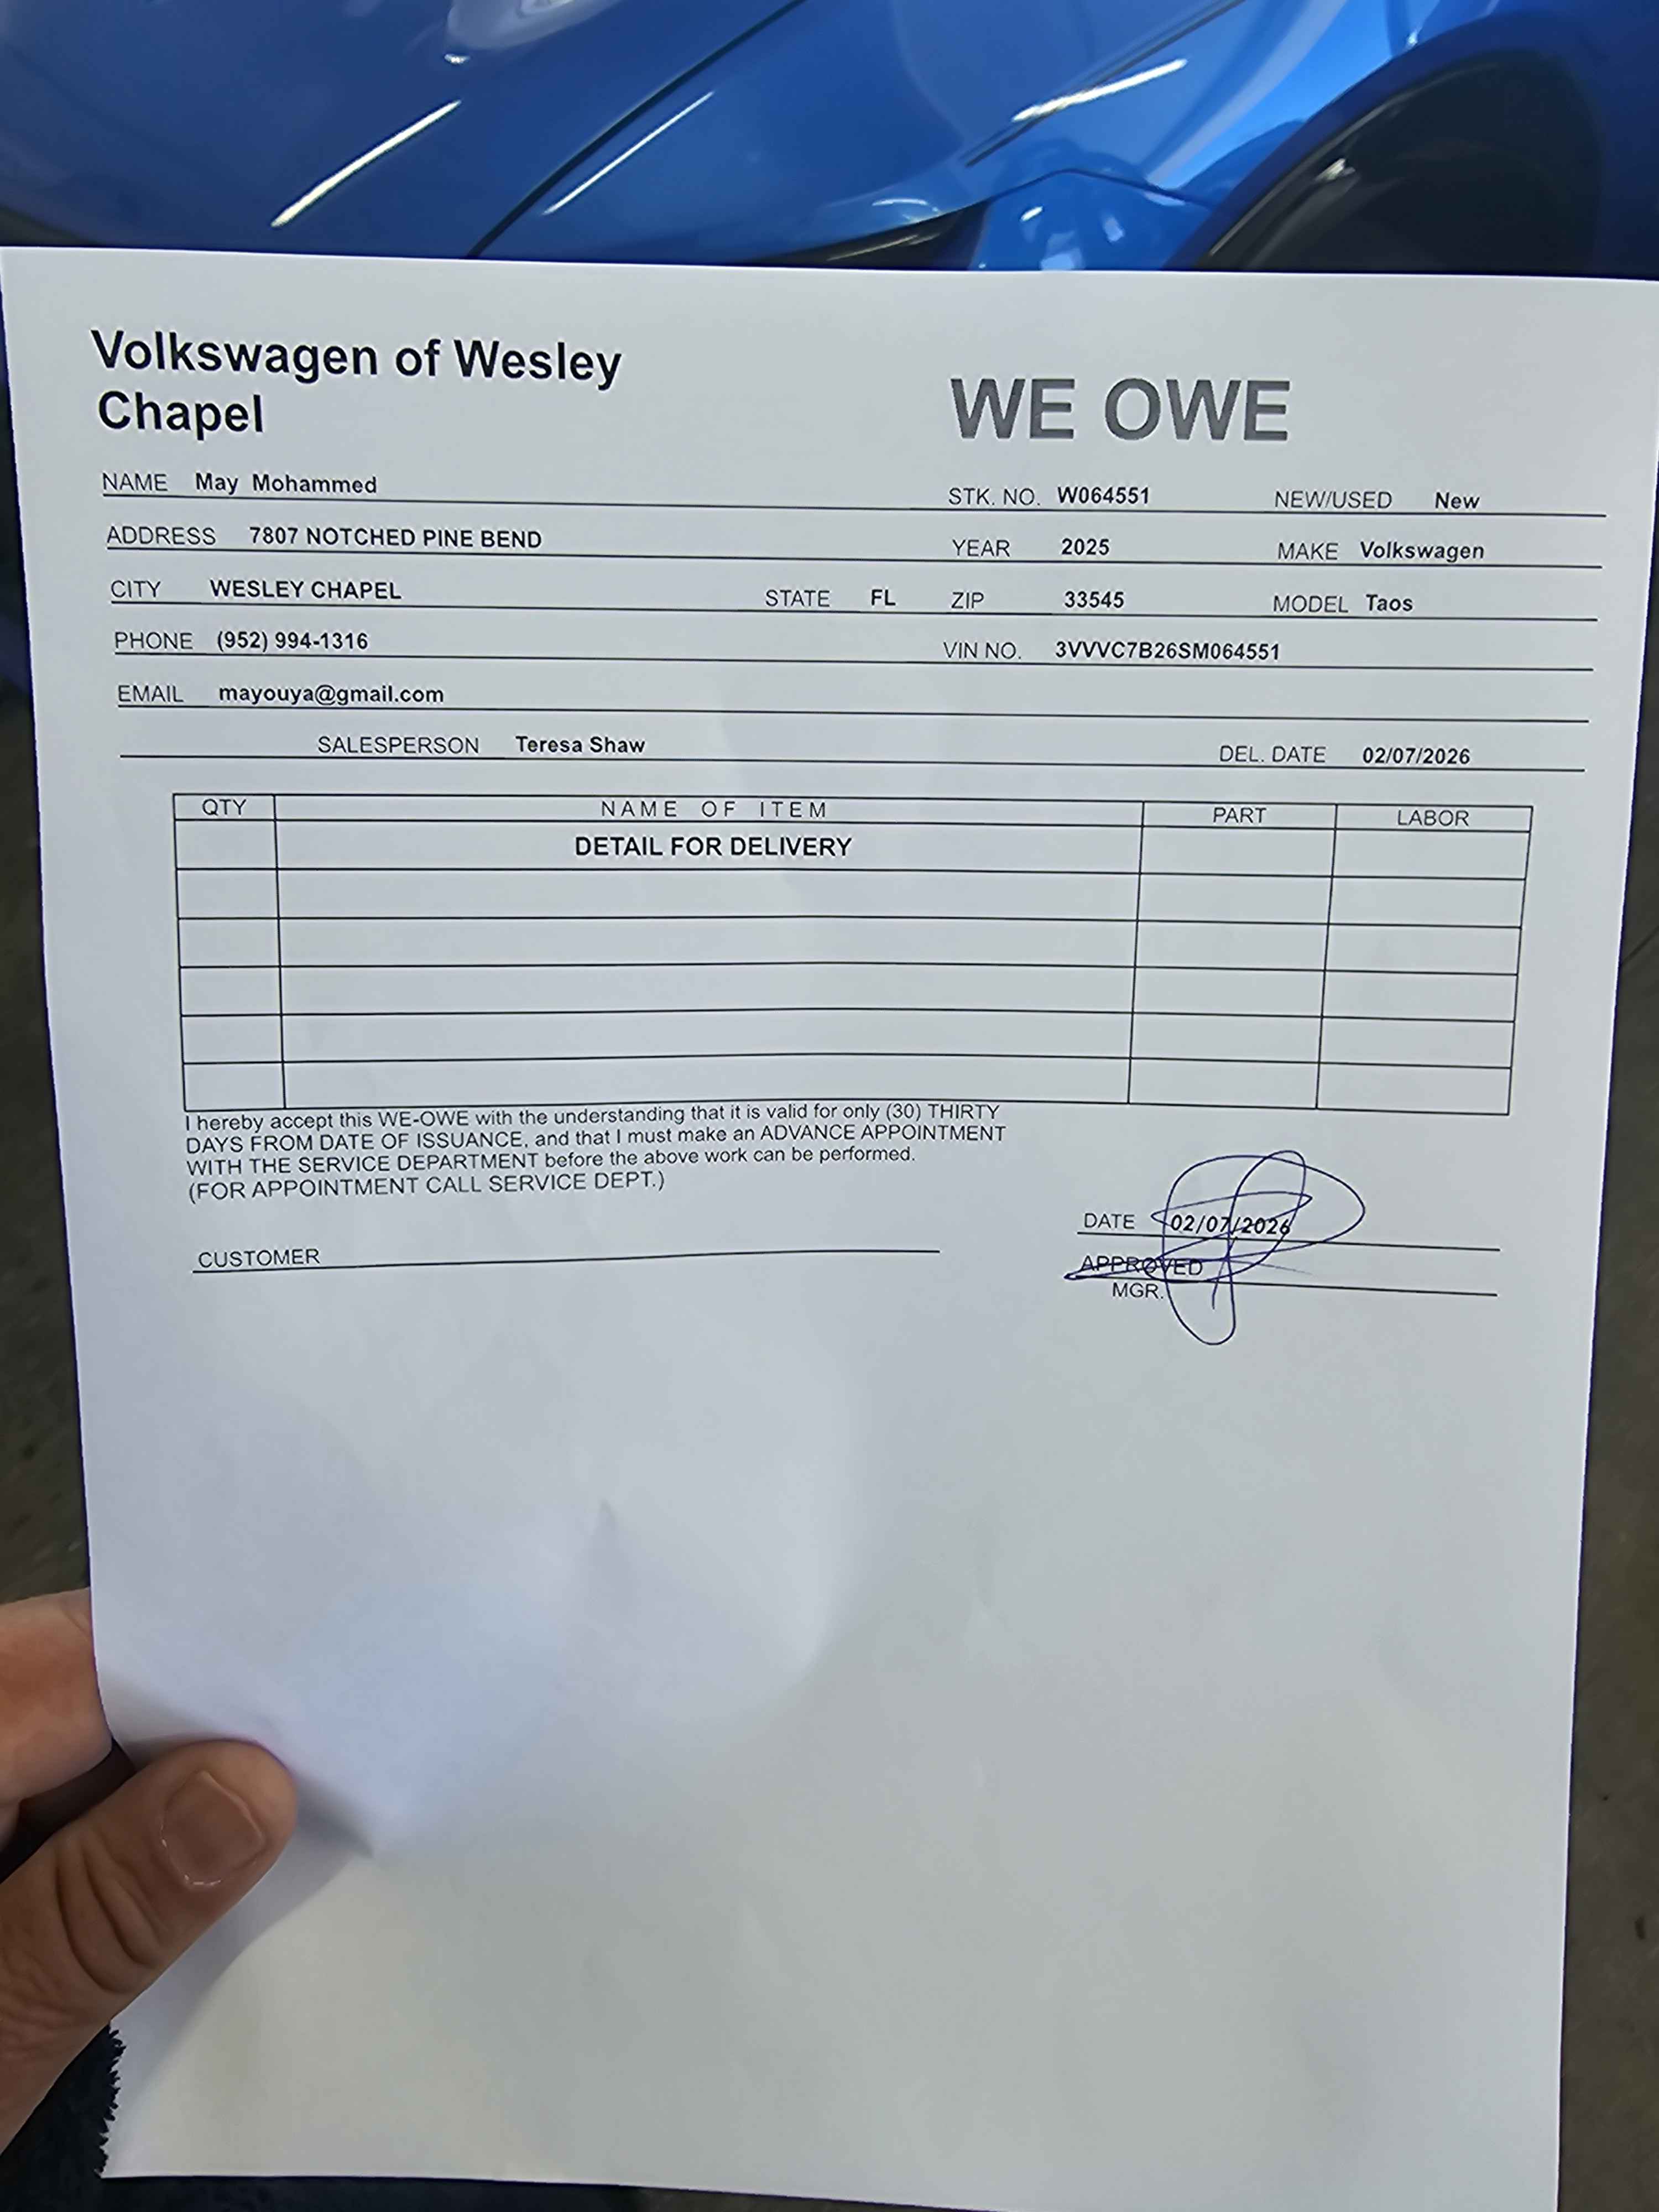 Volkswagen of Wesley
Chapel
WE OWE
NAME May Mohammed
STK. NO. W064551 NEW/USED New
ADDRESS 7807 NOTCHED PINE BEND
YEAR 2025 MAKE Volkswagen
CITY WESLEY CHAPEL STATE FL ZIP 33545 MODEL Taos
PHONE (952) 994-1316
VIN NO. 3VVVC7B26SM064551
EMAIL mayouya@gmail.com
SALESPERSON Teresa Shaw DEL. DATE 02/07/2026
QTY NAME OF ITEM PART LABOR
DETAIL FOR DELIVERY
I hereby accept this WE-OWE with the understanding that it is valid for only (30) THIRTY
DAYS FROM DATE OF ISSUANCE, and that I must make an ADVANCE APPOINTMENT
WITH THE SERVICE DEPARTMENT before the above work can be performed.
(FOR APPOINTMENT CALL SERVICE DEPT.)
DATE 02/07/2026
CUSTOMER
APPROVED
MGR.